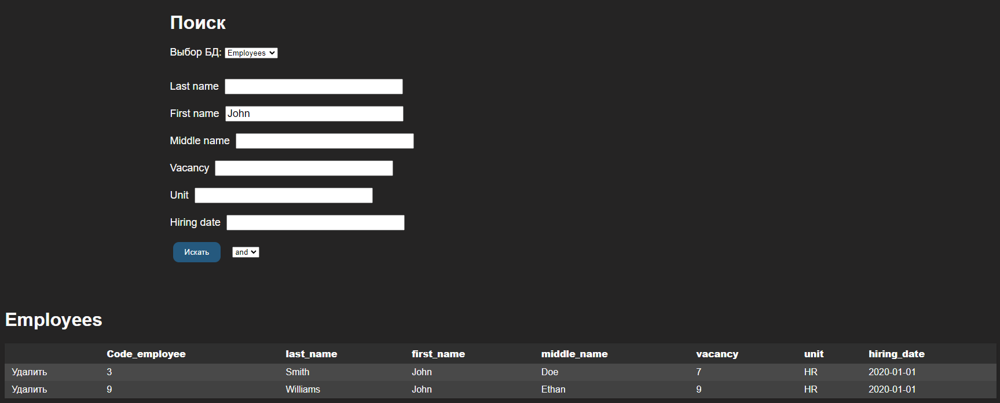 Поиск
Выбор БД: Employees
Last name
First name John
Middle name
Vacancy
Unit
Hiring date
Искать and
Employees
Code_employee last_name first_name middle_name vacancy unit hiring_date
Удалить 3 Smith John Doe 7 HR 2020-01-01
Удалить 9 Williams John Ethan 9 HR 2020-01-01